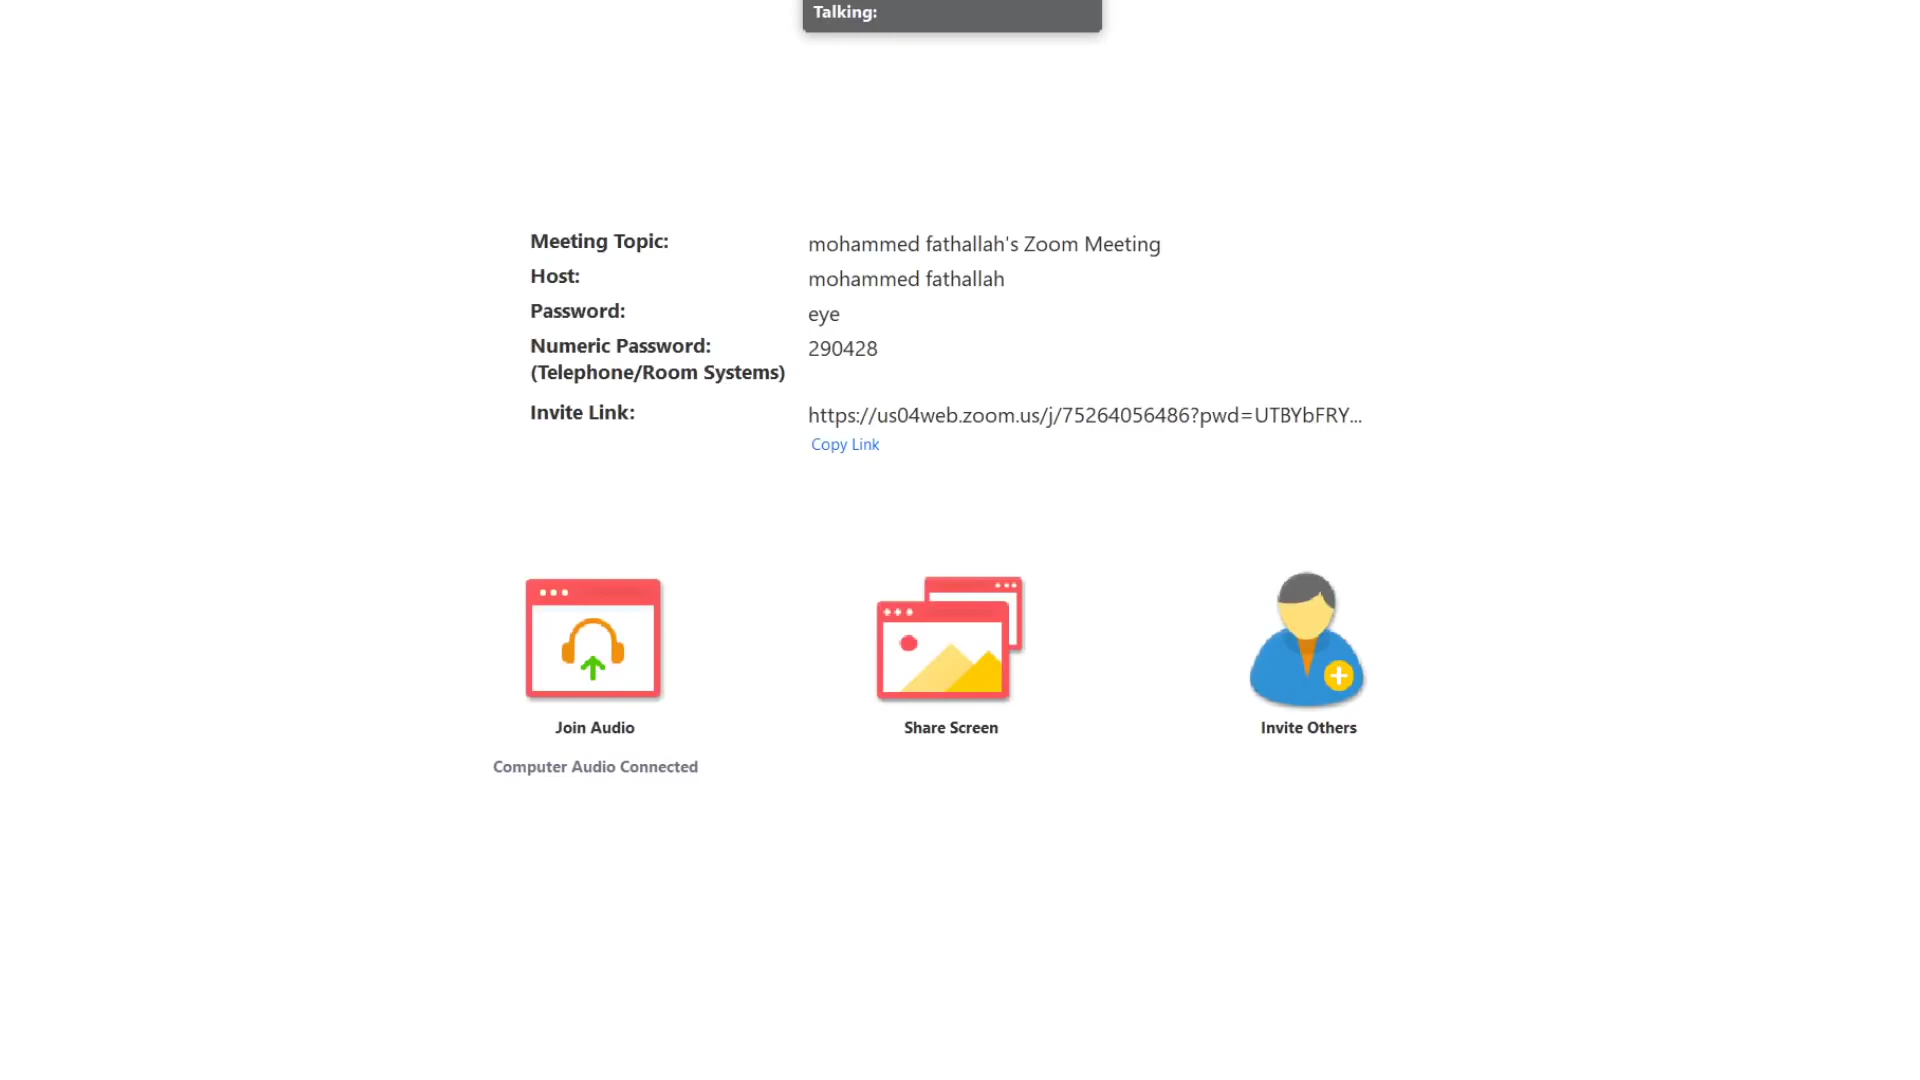 Talking:
Meeting Topic: mohammed fathallah's Zoom Meeting
Host: mohammed fathallah
Password: eye
Numeric Password: 290428
(Telephone/Room Systems)
Invite Link: https://us04web.zoom.us/j/75264056486?pwd=UTBYbFRY...
Copy Link
Join Audio Share Screen Invite Others
Computer Audio Connected